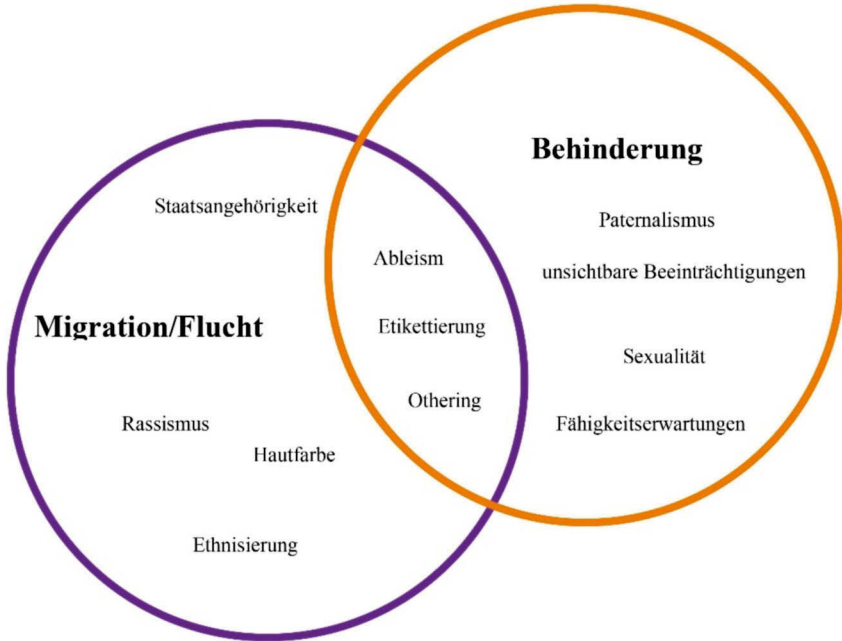 Behinderung
Staatsangehörigkeit
Paternalismus
Ableism
unsichtbare Beeinträchtigungen
Migration/Flucht
Etikettierung
Sexualität
Othering
Rassismus
Fähigkeitserwartungen
Hautfarbe
Ethnisierung